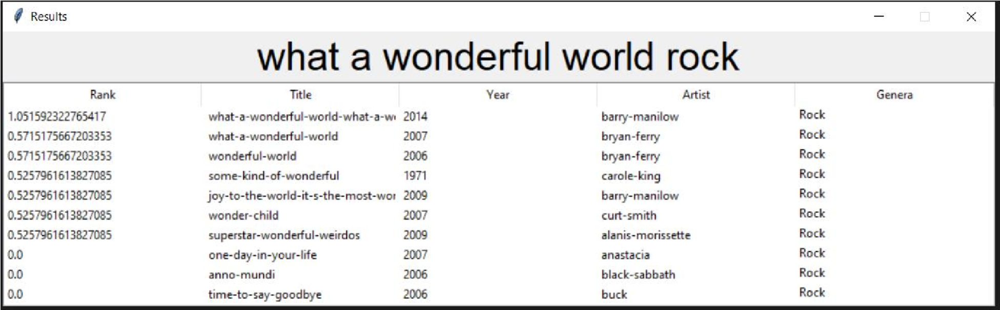 Results
what a wonderful world rock
Rank Title Year Artist Genera
1.051592322765417 what-a-wonderful-world-what-a-w 2014 barry-manilow Rock
0.5715175667203353 what-a-wonderful-world 2007 bryan-ferry Rock
0.5715175667203353 wonderful-world 2006 bryan-ferry Rock
0.5257961613827085 some-kind-of-wonderful 1971 carole-king Rock
0.5257961613827085 joy-to-the-world-it-s-the-most-wor 2009 barry-manilow Rock
0.5257961613827085 wonder-child 2007 curt-smith Rock
0.5257961613827085 superstar-wonderful-weirdos 2009 alanis-morissette Rock
0.0 one-day-in-your-life 2007 anastacia Rock
0.0 anno-mundi 2006 black-sabbath Rock
0.0 time-to-say-goodbye 2006 buck Rock